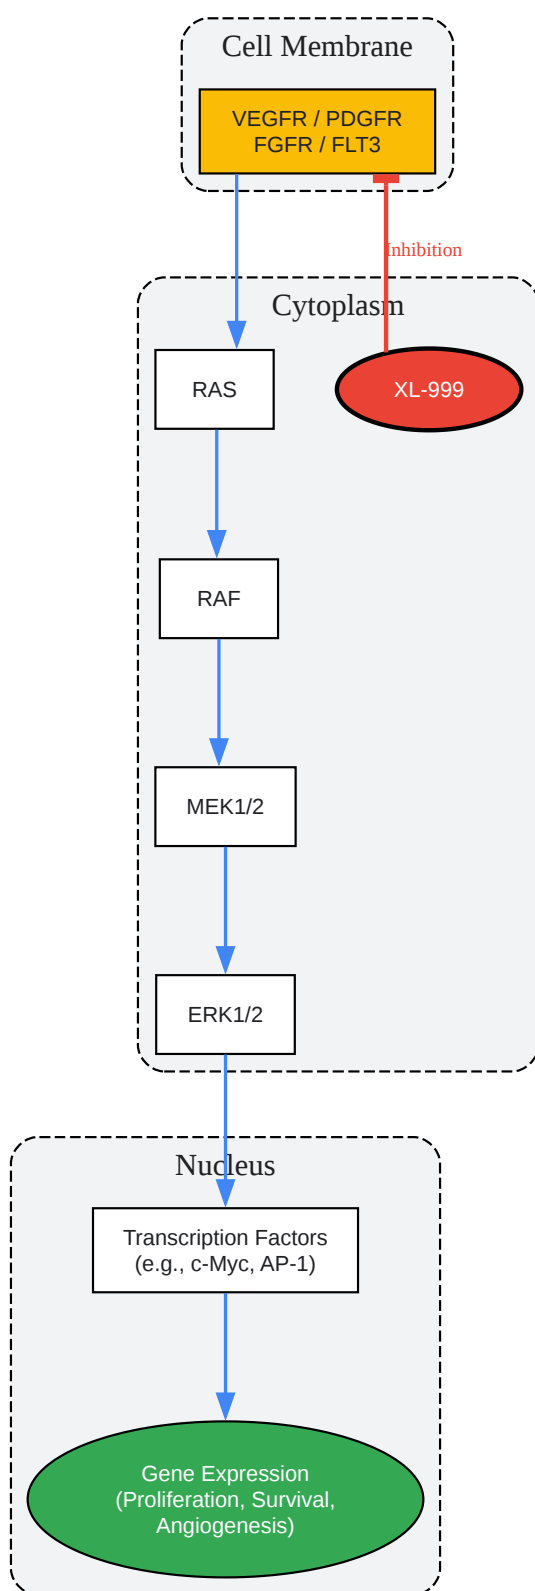 Cell Membrane
VEGFR / PDGFR
FGFR / FLT3
Inhibition
Cytoplasm
RAS
XL-999
RAF
MEK1/2
ERK1/2
Nucleus
Transcription Factors
(e.g., c-Myc, AP-1)
Gene Expression
(Proliferation, Survival,
Angiogenesis)